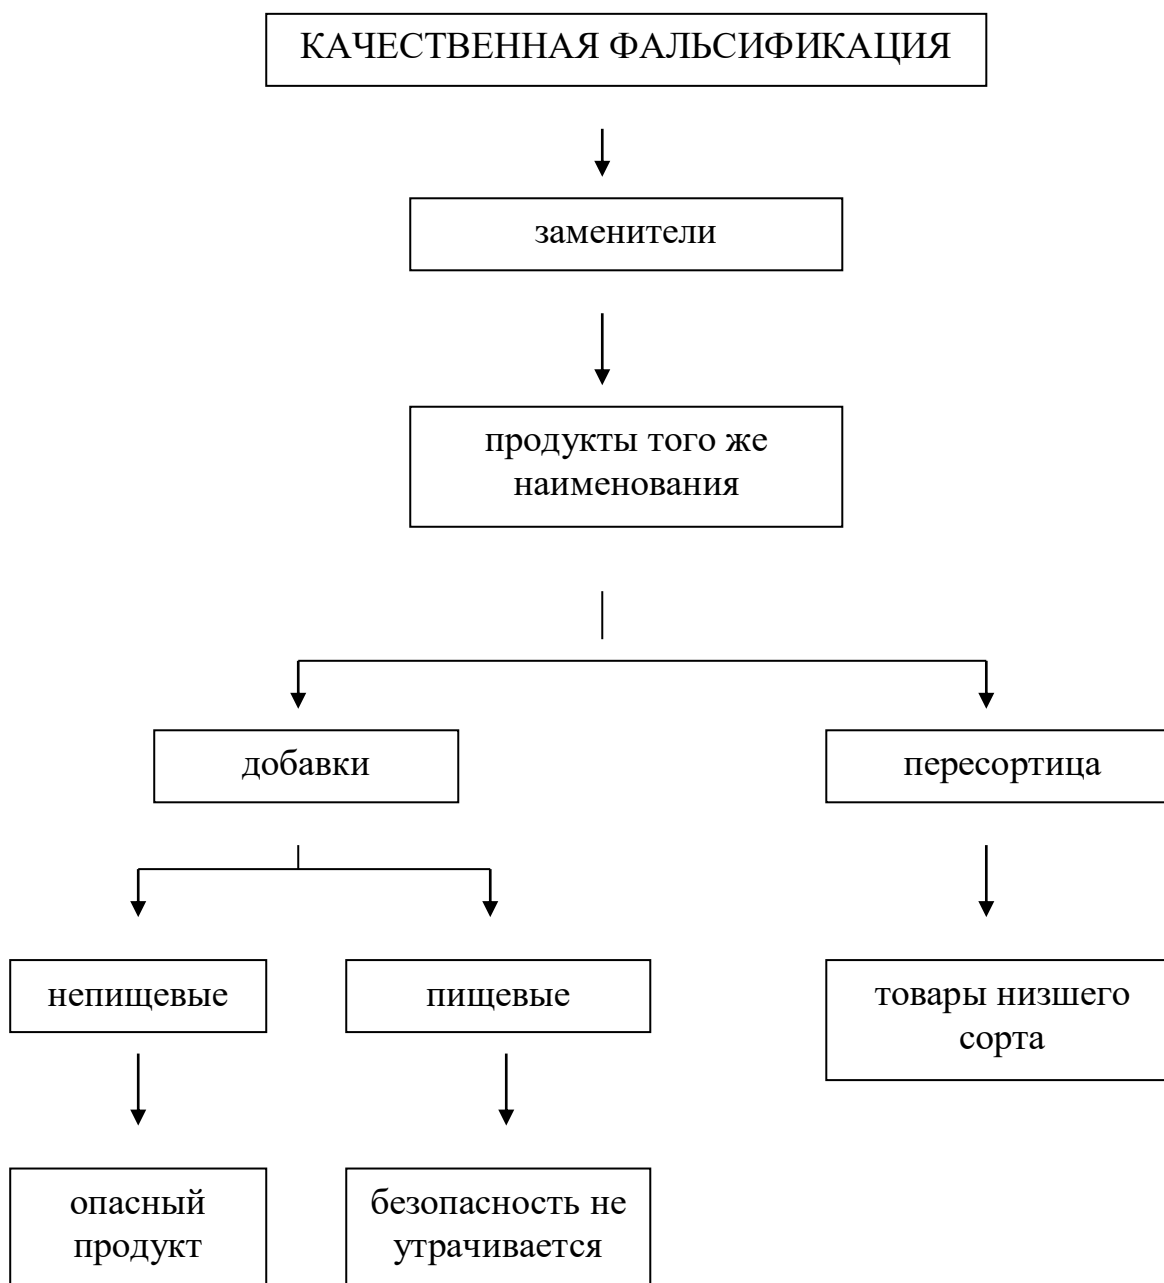 КАЧЕСТВЕННАЯ ФАЛЬСИФИКАЦИЯ
заменители
продукты того же
наименования
добавки
пересортица
непищевые
пищевые
товары низшего
сорта
опасный
продукт
безопасность не
утрачивается